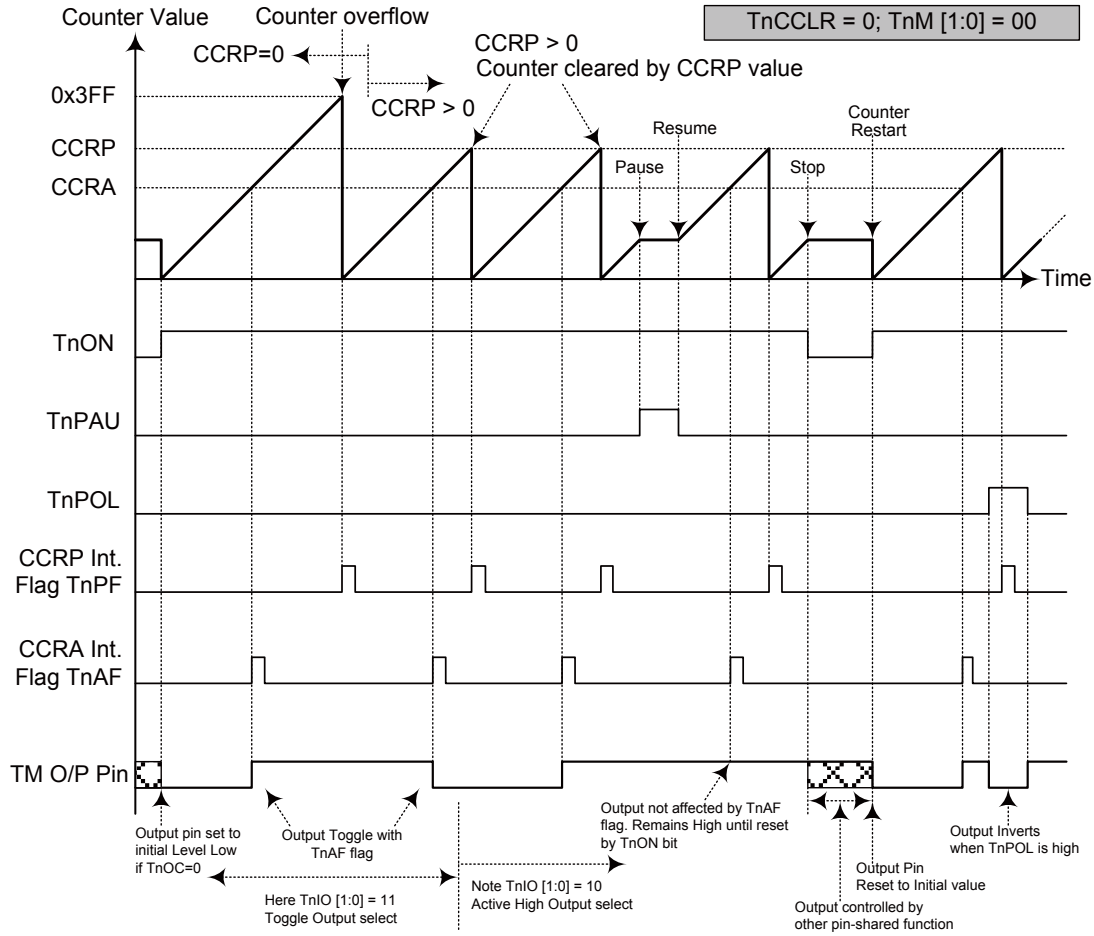 Counter Value
Counter overflow
TnCCLR = 0; TnM [1:0] = 00
CCRP=0
CCRP > 0
CCRP > 0
Counter cleared by CCRP value
0x3FF
CCRP
CCRA
Pause
Resume
Stop
Counter
Restart
Time
TnON
TnPAU
TnPOL
CCRP Int.
Flag TnPF
CCRA Int.
Flag TnAF
TM O/P Pin
Output pin set to
initial Level Low
if TnOC=0
Output Toggle with
TnAF flag
Here TnIO [1:0] = 11
Toggle Output select
Note TnIO [1:0] = 10
Active High Output select
Output not affected by TnAF
flag. Remains High until reset
by TnON bit
Output controlled by
other pin-shared function
Output Pin
Reset to Initial value
Output Inverts
when TnPOL is high